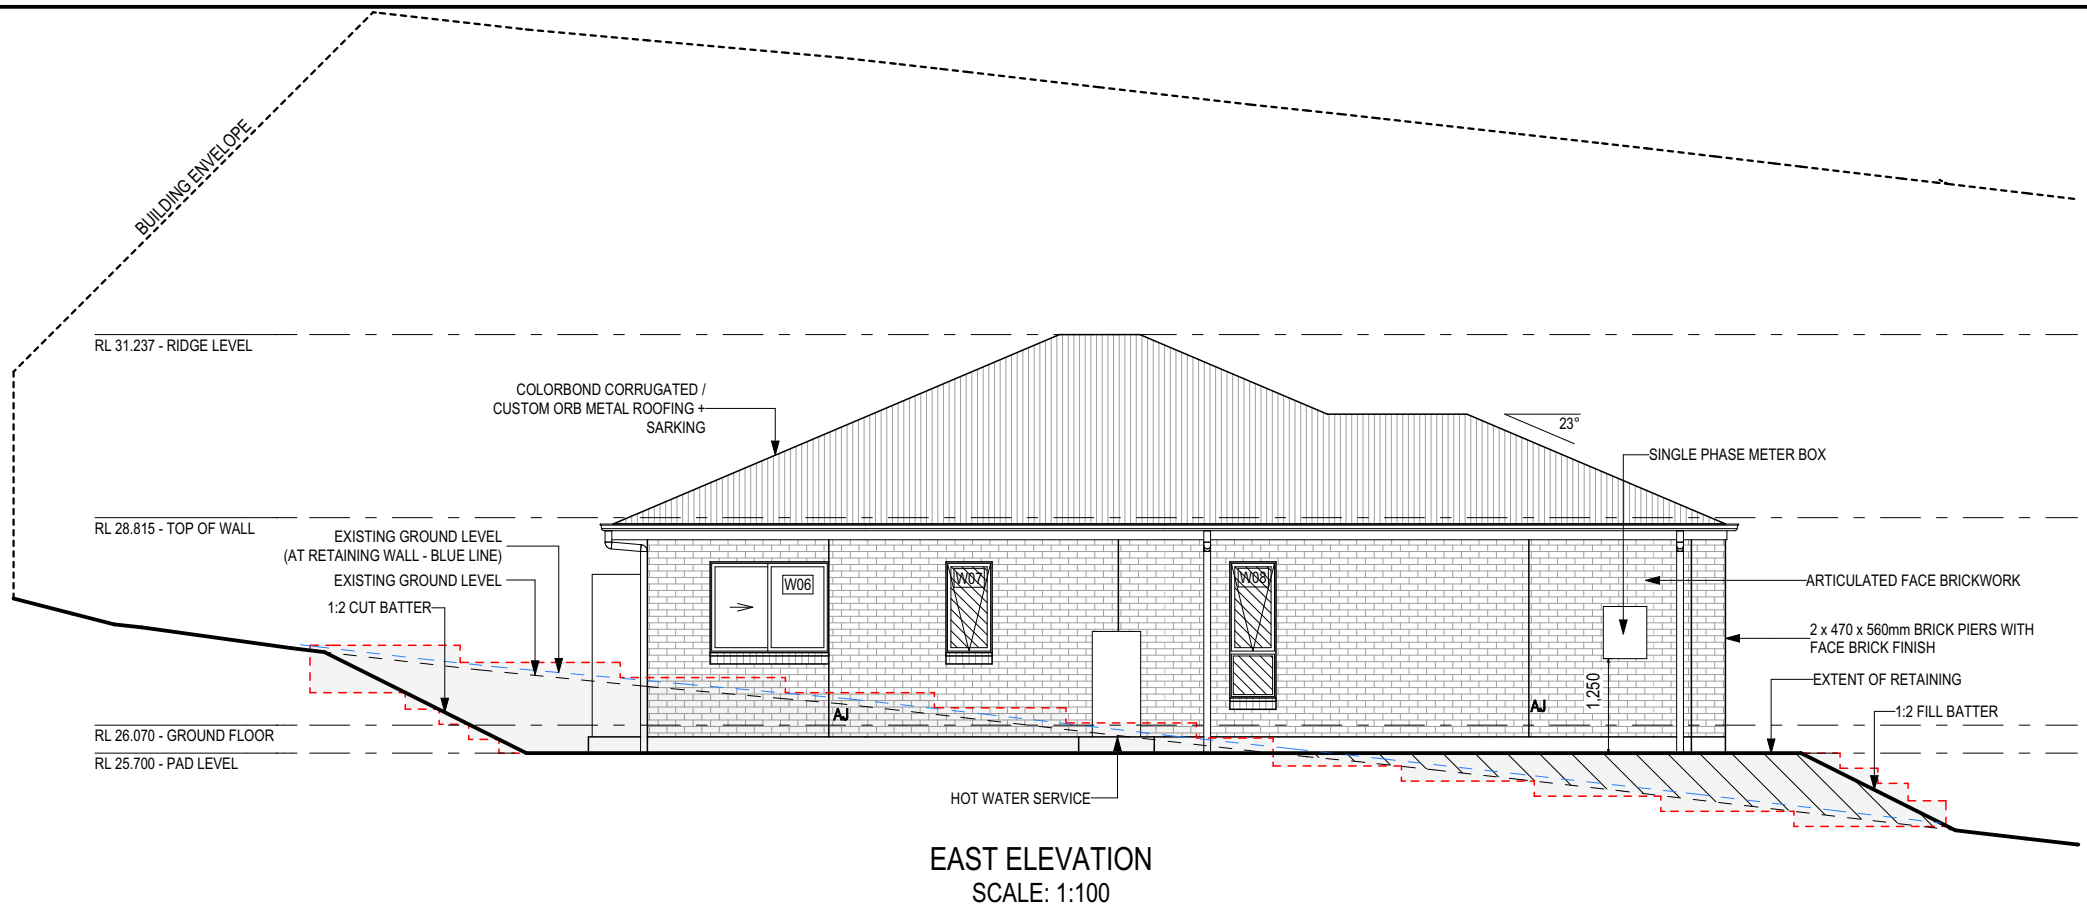 BUILDING ENVELOPE
RL 31.237 - RIDGE LEVEL
COLORBOND CORRUGATED /
CUSTOM ORB METAL ROOFING +
SARKING
23°
SINGLE PHASE METER BOX
RL 28.815 - TOP OF WALL
EXISTING GROUND LEVEL
(AT RETAINING WALL - BLUE LINE)
EXISTING GROUND LEVEL
1:2 CUT BATTER
W06
W07
W08
ARTICULATED FACE BRICKWORK
2 x 470 x 560mm BRICK PIERS WITH
FACE BRICK FINISH
EXTENT OF RETAINING
1:2 FILL BATTER
1,250
AJ
AJ
RL 26.070 - GROUND FLOOR
RL 25.700 - PAD LEVEL
HOT WATER SERVICE
EAST ELEVATION
SCALE: 1:100